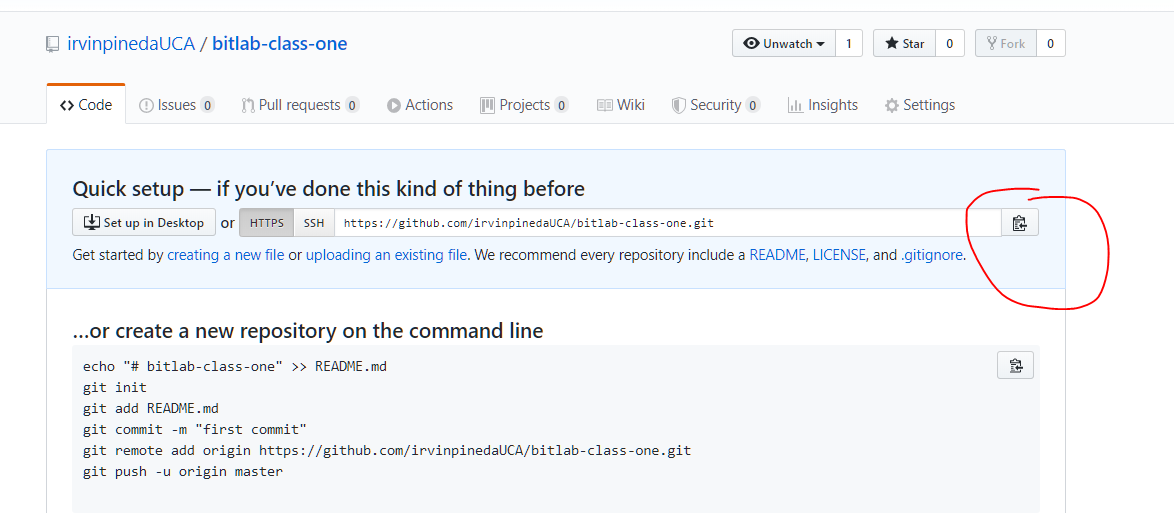 irvinpinedaUCA / bitlab-class-one
Unwatch 1 Star 0 Fork 0
Code Issues 0 Pull requests 0 Actions Projects 0 Wiki Security 0 Insights Settings
Quick setup — if you’ve done this kind of thing before
Set up in Desktop or HTTPS SSH https://github.com/irvinpinedaUCA/bitlab-class-one.git
Get started by creating a new file or uploading an existing file. We recommend every repository include a README, LICENSE, and .gitignore.
…or create a new repository on the command line
echo "# bitlab-class-one" >> README.md
git init
git add README.md
git commit -m "first commit"
git remote add origin https://github.com/irvinpinedaUCA/bitlab-class-one.git
git push -u origin master